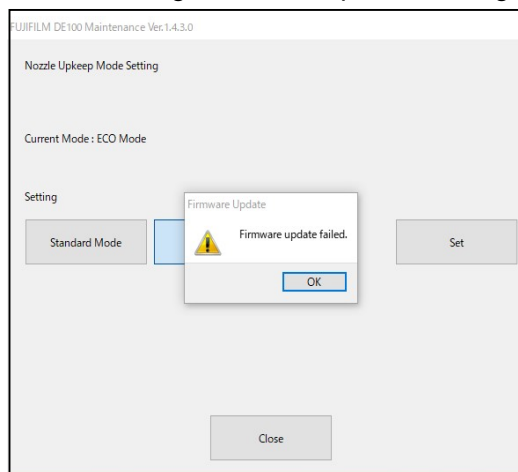 FUJIFILM DE100 Maintenance Ver.1.4.3.0
Nozzle Upkeep Mode Setting
Current Mode : ECO Mode
Setting
Firmware Update
Firmware update failed.
Standard Mode
Set
OK
Close